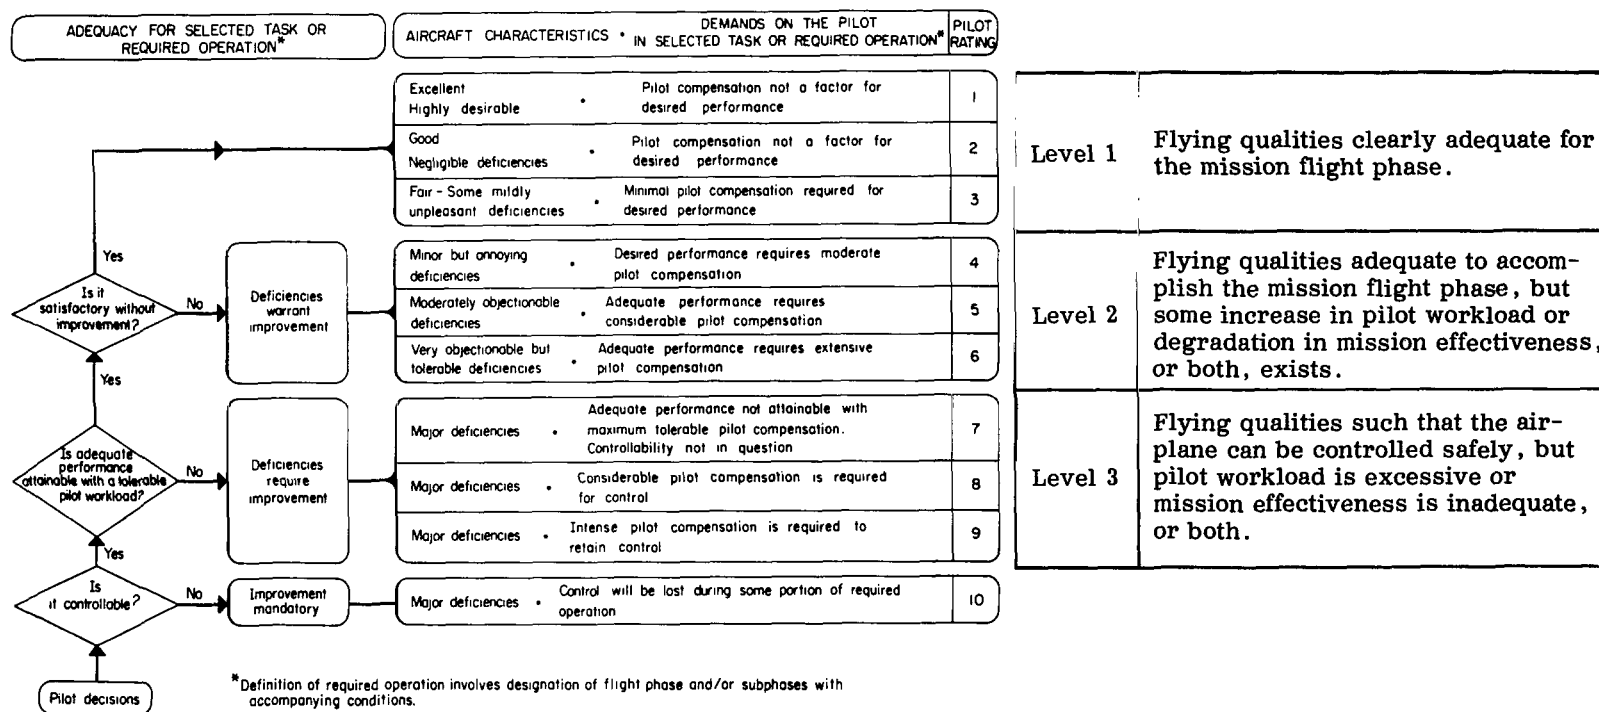 ADEQUACY FOR SELECTED TASK OR
REQUIRED OPERATION*
AIRCRAFT CHARACTERISTICS •
DEMANDS ON THE PILOT
IN SELECTED TASK OR REQUIRED OPERATION*
PILOT
RATING
Excellent
Highly desirable
•
Pilot compensation not a factor for
desired performance
1
Good
Negligible deficiencies
•
Pilot compensation not a factor for
desired performance
2
Fair - Some mildly
unpleasant deficiencies
•
Minimal pilot compensation required for
desired performance
3
Level 1
Flying qualities clearly adequate for
the mission flight phase.
Yes
Is it
satisfactory without
improvement?
No
Deficiencies
warrant
improvement
Minor but annoying
deficiencies
•
Desired performance requires moderate
pilot compensation
4
Moderately objectionable
deficiencies
•
Adequate performance requires
considerable pilot compensation
5
Very objectionable but
tolerable deficiencies
•
Adequate performance requires extensive
pilot compensation
6
Level 2
Flying qualities adequate to accom-
plish the mission flight phase, but
some increase in pilot workload or
degradation in mission effectiveness,
or both, exists.
Yes
Is adequate
performance
attainable with a tolerable
pilot workload?
No
Deficiencies
require
improvement
Major deficiencies •
Adequate performance not attainable with
maximum tolerable pilot compensation.
Controllability not in question
7
Major deficiencies •
Considerable pilot compensation is required
for control
8
Major deficiencies •
Intense pilot compensation is required to
retain control
9
Level 3
Flying qualities such that the air-
plane can be controlled safely, but
pilot workload is excessive or
mission effectiveness is inadequate,
or both.
Yes
Is
it controllable?
No
Improvement
mandatory
Major deficiencies •
Control will be lost during some portion of required
operation
10
Pilot decisions
*Definition of required operation involves designation of flight phase and/or subphases with
accompanying conditions.